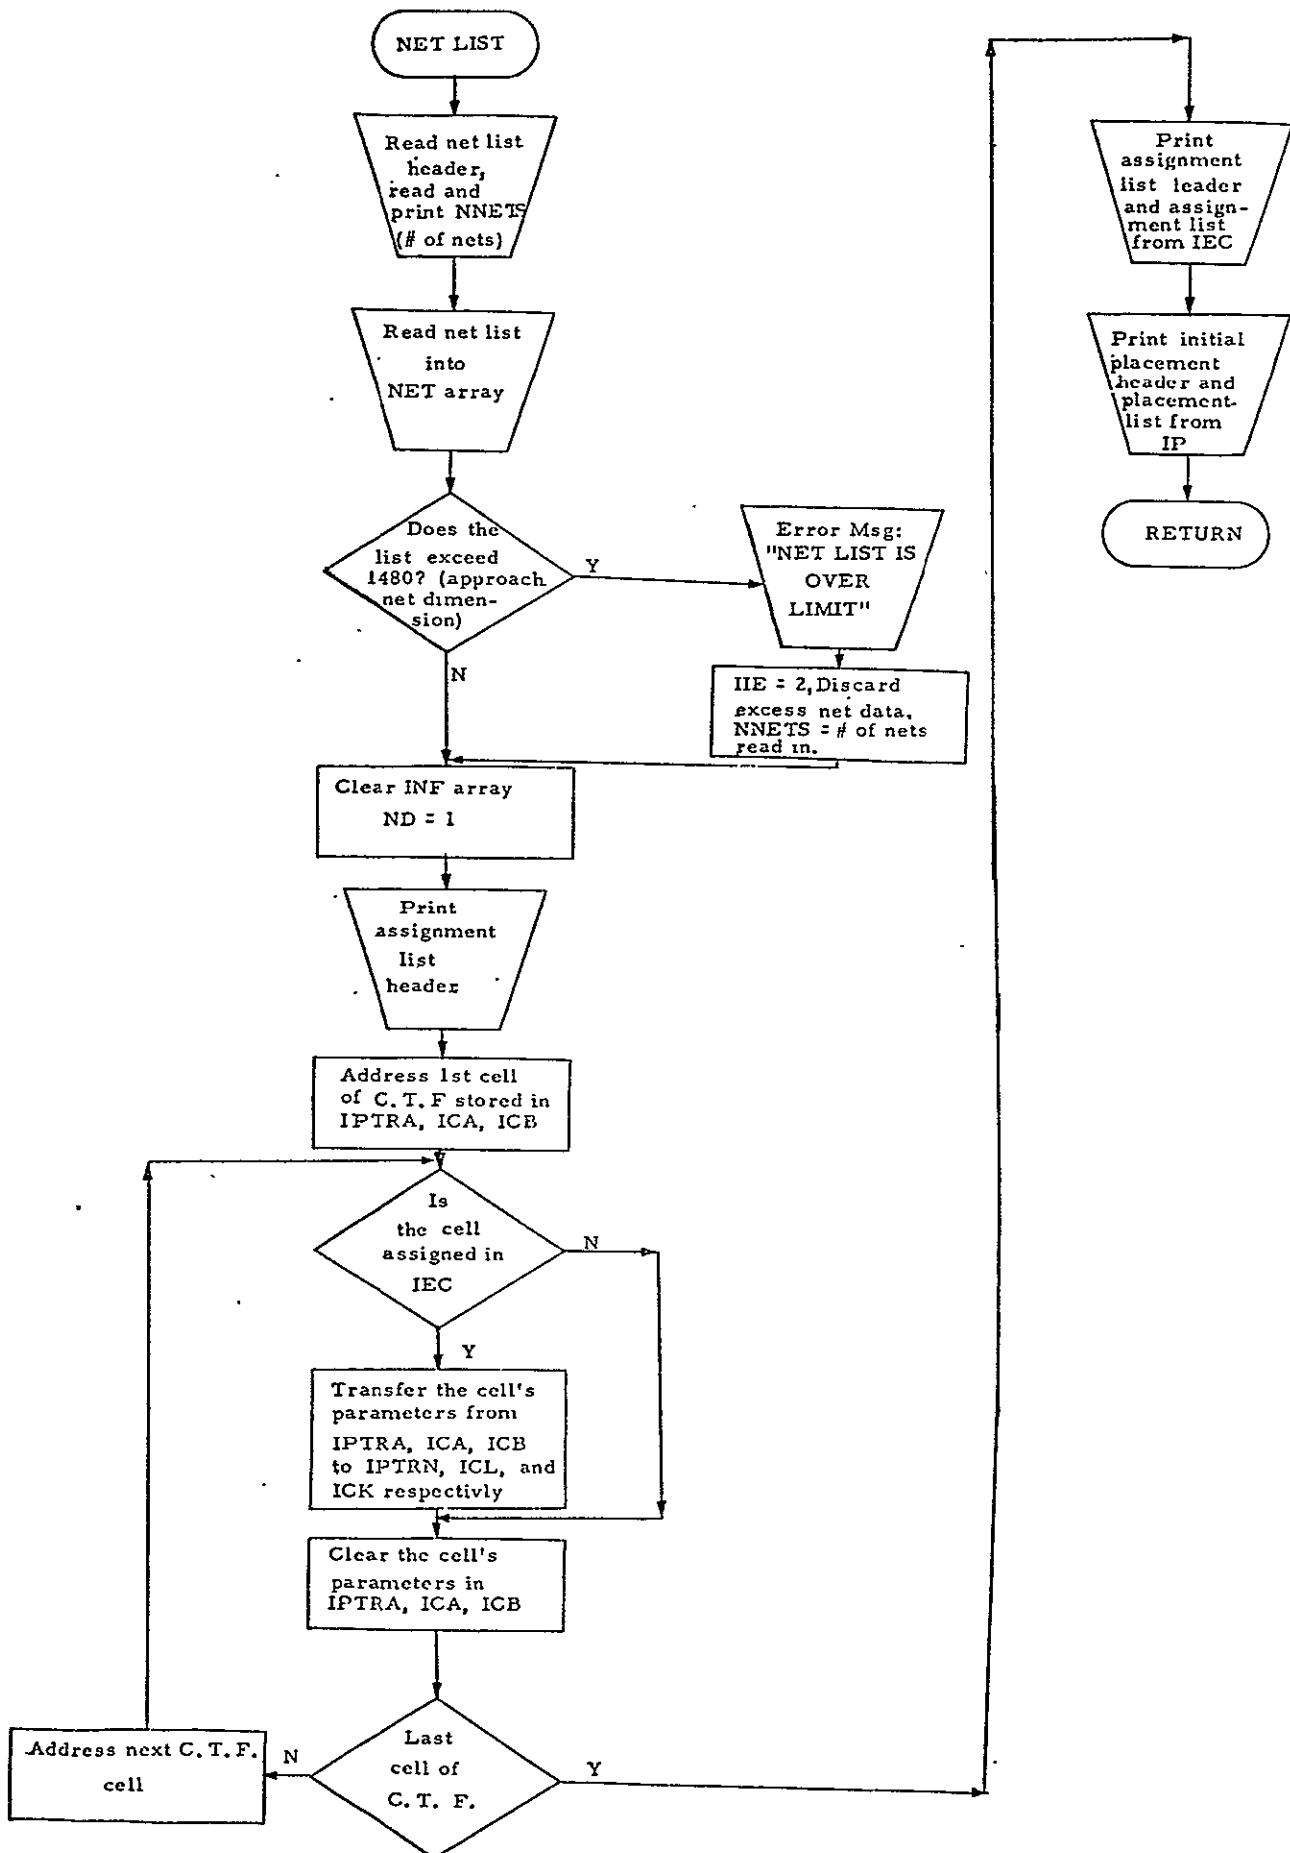 NET LIST
Read net list
header,
read and
print NNETS
(# of nets)
Read net list
into
NET array
Does the
list exceed
1480? (approach
net dimen-
sion)
Y
N
Error Msg:
"NET LIST IS
OVER
LIMIT"
IIE = 2, Discard
excess net data.
NNETS = # of nets
read in.
Clear INF array
ND = 1
Print
assignment
list
header
Address 1st cell
of C. T. F stored in
IPTRA, ICA, ICB
Is
the cell
assigned in
IEC
N
Y
Transfer the cell's
parameters from
IPTRA, ICA, ICB
to IPTRN, ICL, and
ICK respectivly
Clear the cell's
parameters in
IPTRA, ICA, ICB
Last
cell of
C. T. F.
N
Y
Address next C. T. F.
cell
Print
assignment
list leader
and assign-
ment list
from IEC
Print initial
placement
header and
placement-
list from
IP
RETURN